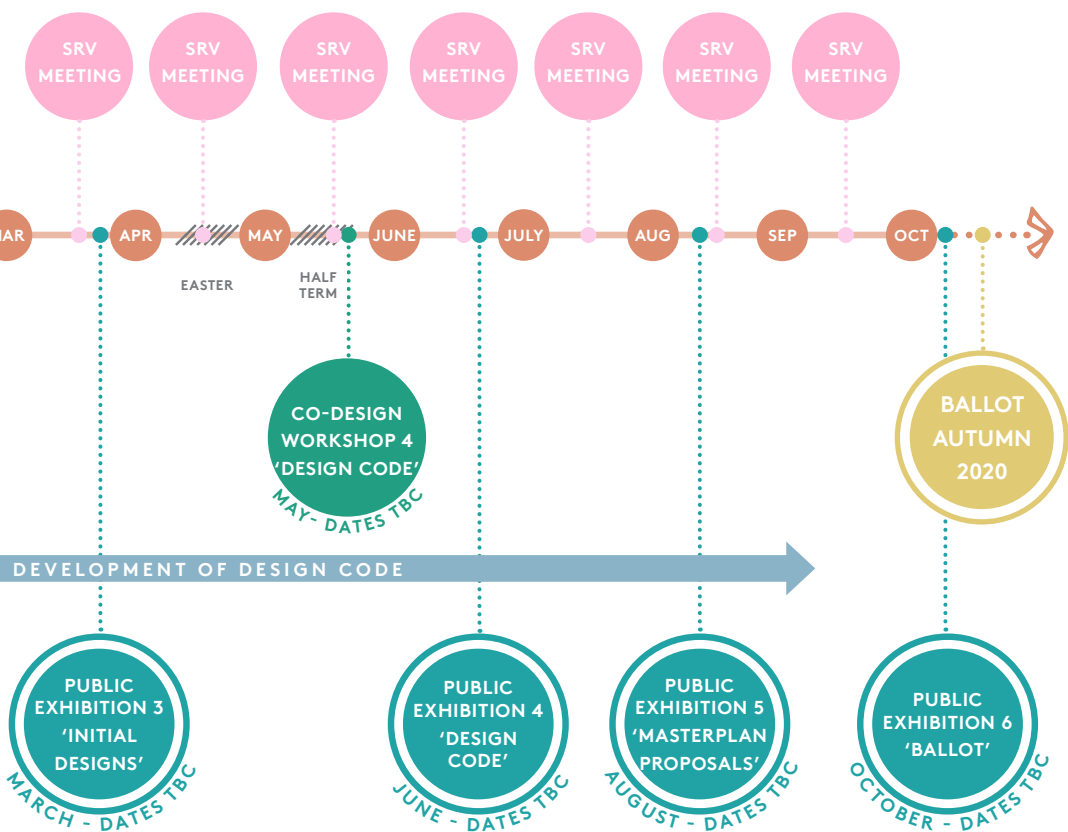 SRV
MEETING
SRV
MEETING
SRV
MEETING
SRV
MEETING
SRV
MEETING
SRV
MEETING
SRV
MEETING
AR
APR
MAY
JUNE
JULY
AUG
SEP
OCT
EASTER
HALF
TERM
CO-DESIGN
WORKSHOP 4
'DESIGN CODE'
MAY- DATES TBC
BALLOT
AUTUMN
2020
DEVELOPMENT OF DESIGN CODE
PUBLIC
EXHIBITION 3
'INITIAL
DESIGNS'
MARCH - DATES TBC
PUBLIC
EXHIBITION 4
'DESIGN
CODE'
JUNE - DATES TBC
PUBLIC
EXHIBITION 5
'MASTERPLAN
PROPOSALS'
AUGUST - DATES TBC
PUBLIC
EXHIBITION 6
'BALLOT'
OCTOBER - DATES TBC